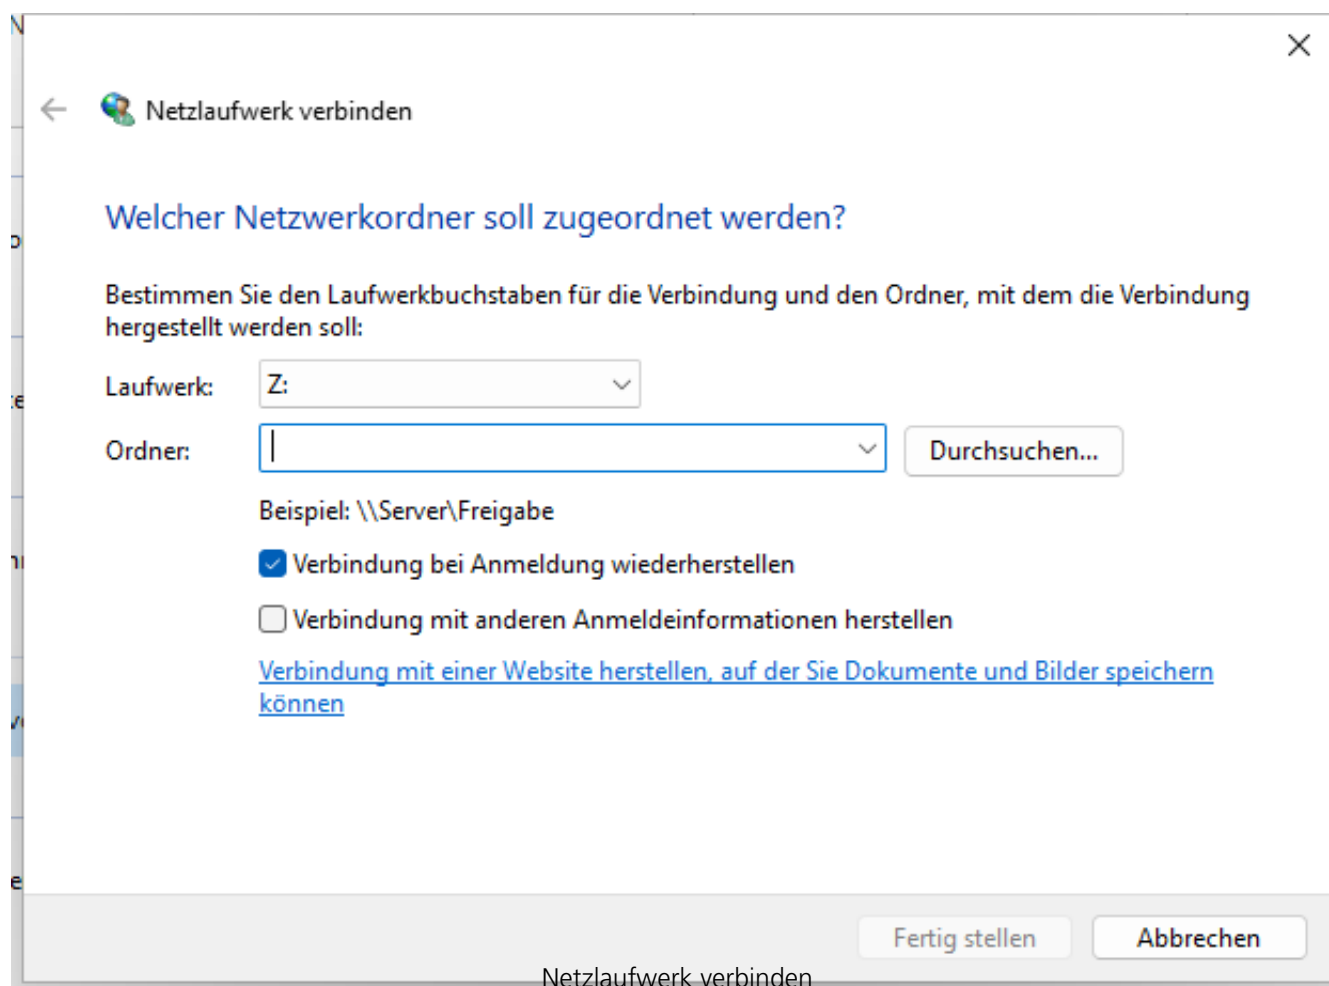 Netzlaufwerk verbinden
Welcher Netzwerkordner soll zugeordnet werden?
Bestimmen Sie den Laufwerkbuchstaben für die Verbindung und den Ordner, mit dem die Verbindung
hergestellt werden soll:
Laufwerk: Z:
Ordner: Durchsuchen...
Beispiel: \\Server\Freigabe
Verbindung bei Anmeldung wiederherstellen
Verbindung mit anderen Anmeldeinformationen herstellen
Verbindung mit einer Website herstellen, auf der Sie Dokumente und Bilder speichern
können
Fertig stellen Abbrechen
Netzlaufwerk verbinden